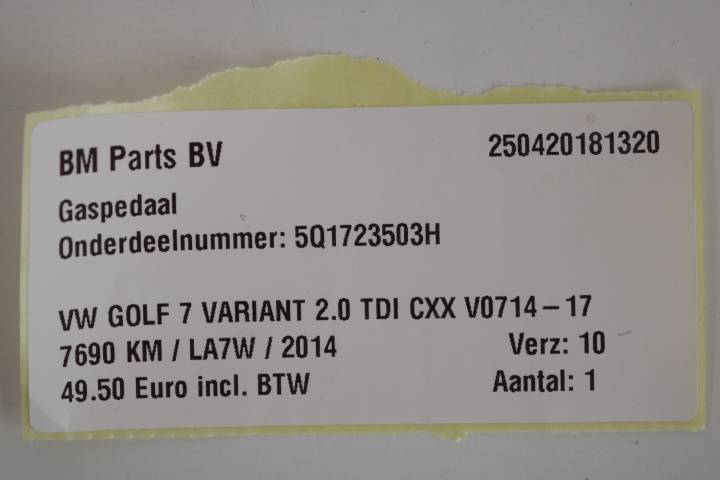 BM Parts BV 250420181320
Gaspedaal
Onderdeelnummer: 5Q1723503H
VW GOLF 7 VARIANT 2.0 TDI CXX V0714-17
7690 KM / LA7W / 2014 Verz: 10
49.50 Euro incl. BTW Aantal: 1